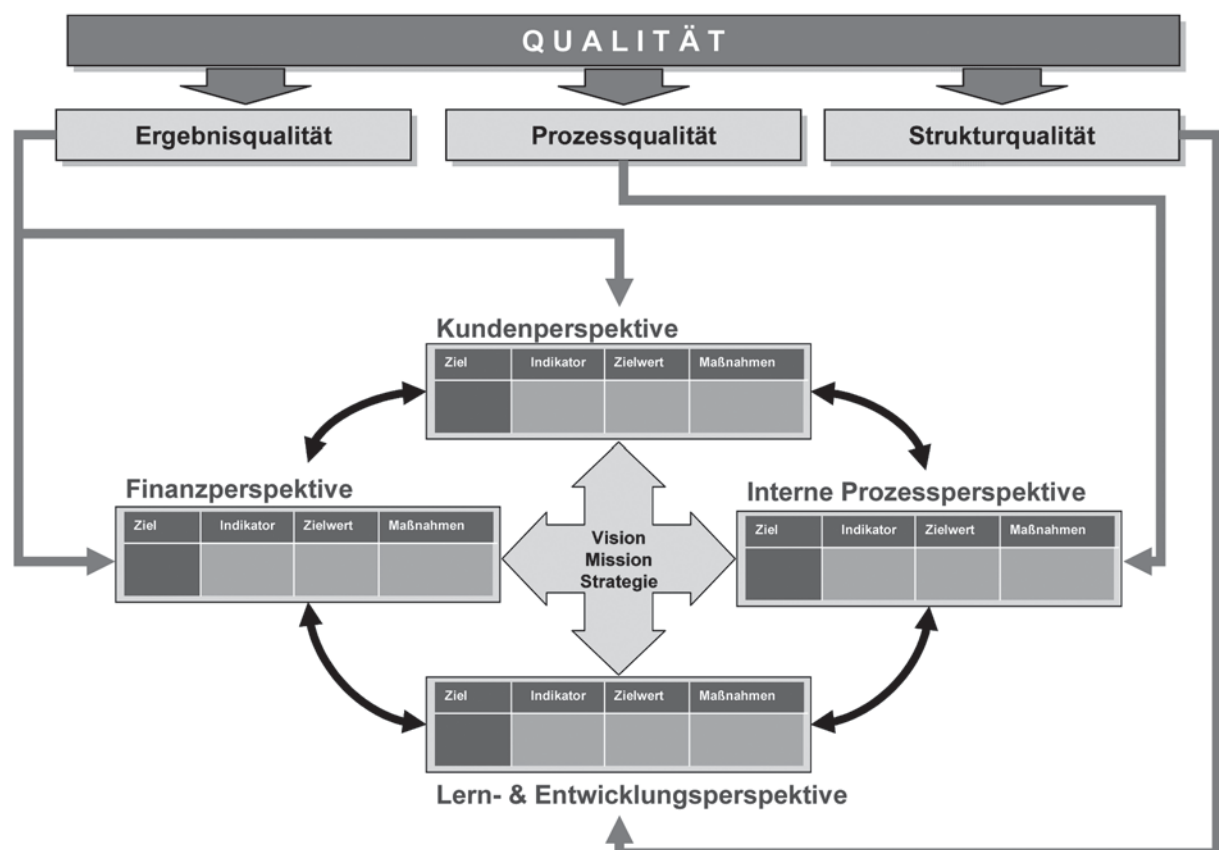 QUALITÄT
Ergebnisqualität
Prozessqualität
Strukturqualität
Kundenperspektive
Ziel Indikator Zielwert Maßnahmen
Finanzperspektive
Ziel Indikator Zielwert Maßnahmen
Vision
Mission
Strategie
Interne Prozessperspektive
Ziel Indikator Zielwert Maßnahmen
Ziel Indikator Zielwert Maßnahmen
Lern- & Entwicklungsperspektive